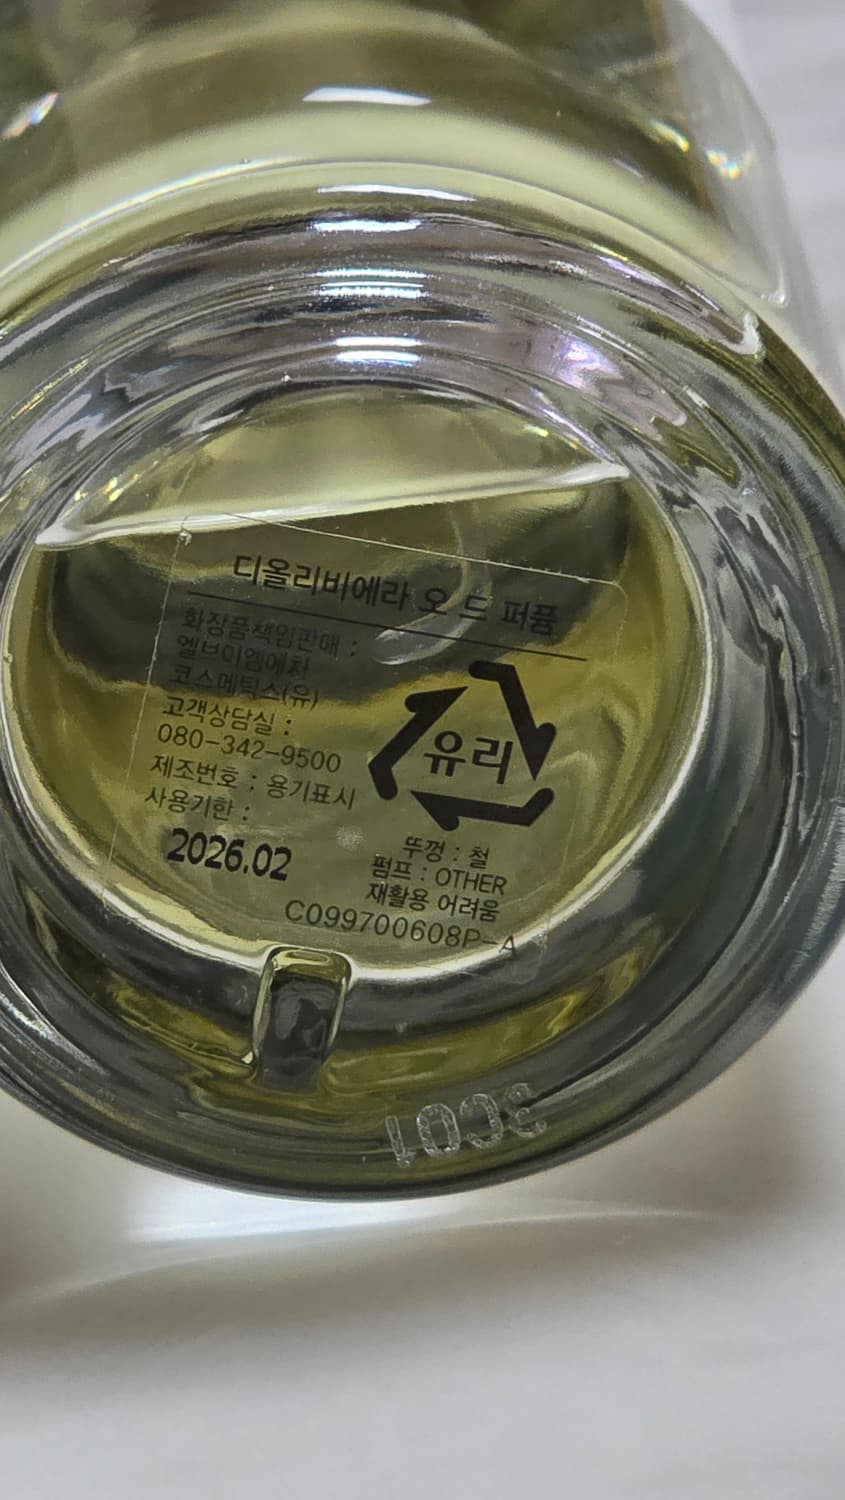 디올리비에라 오 드 퍼퓸
화장품책임판매 :
엘브이엠에치
코스메틱스(유)
고객상담실 :
080-342-9500
제조번호 : 용기표시
사용기한 :
2026.02
유리
뚜껑 : 철
펌프 : OTHER
재활용 어려움
C099700608P-A
3C01